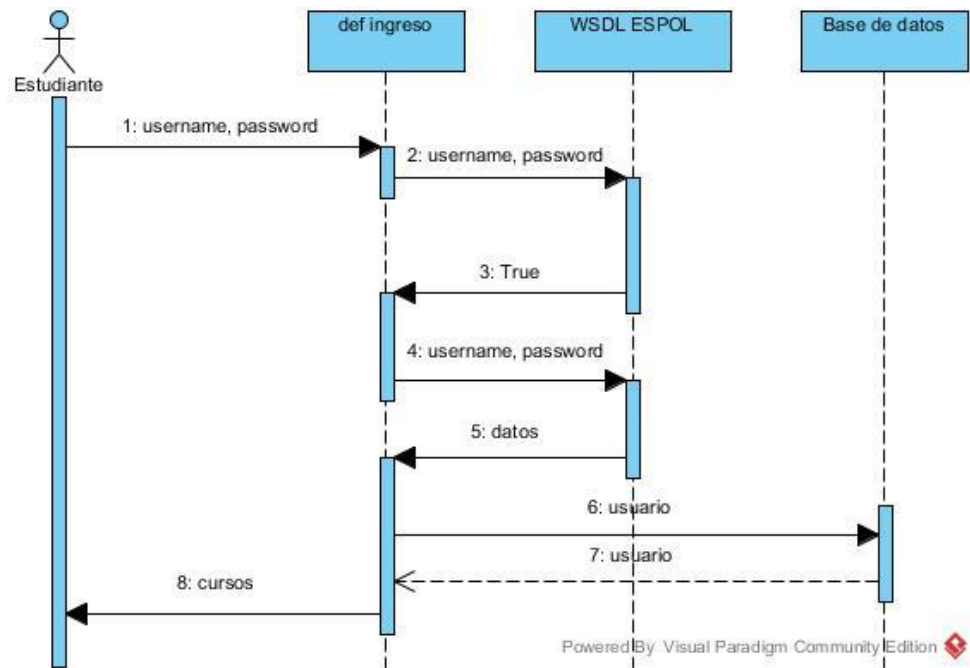 def ingreso
WSDL ESPOL
Base de datos
Estudiante
1: username, password
2: username, password
3: True
4: username, password
5: datos
6: usuario
7: usuario
8: cursos
Powered By Visual Paradigm Community Edition